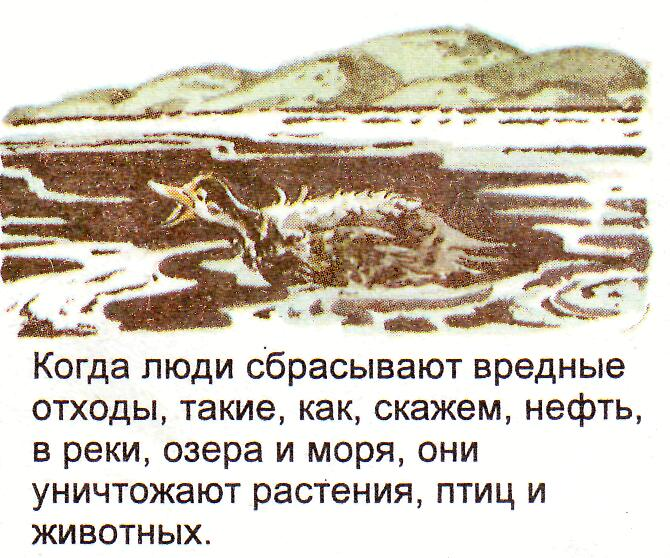 Когда люди сбрасывают вредные
отходы, такие, как, скажем, нефть,
в реки, озера и моря, они
уничтожают растения, птиц и
животных.